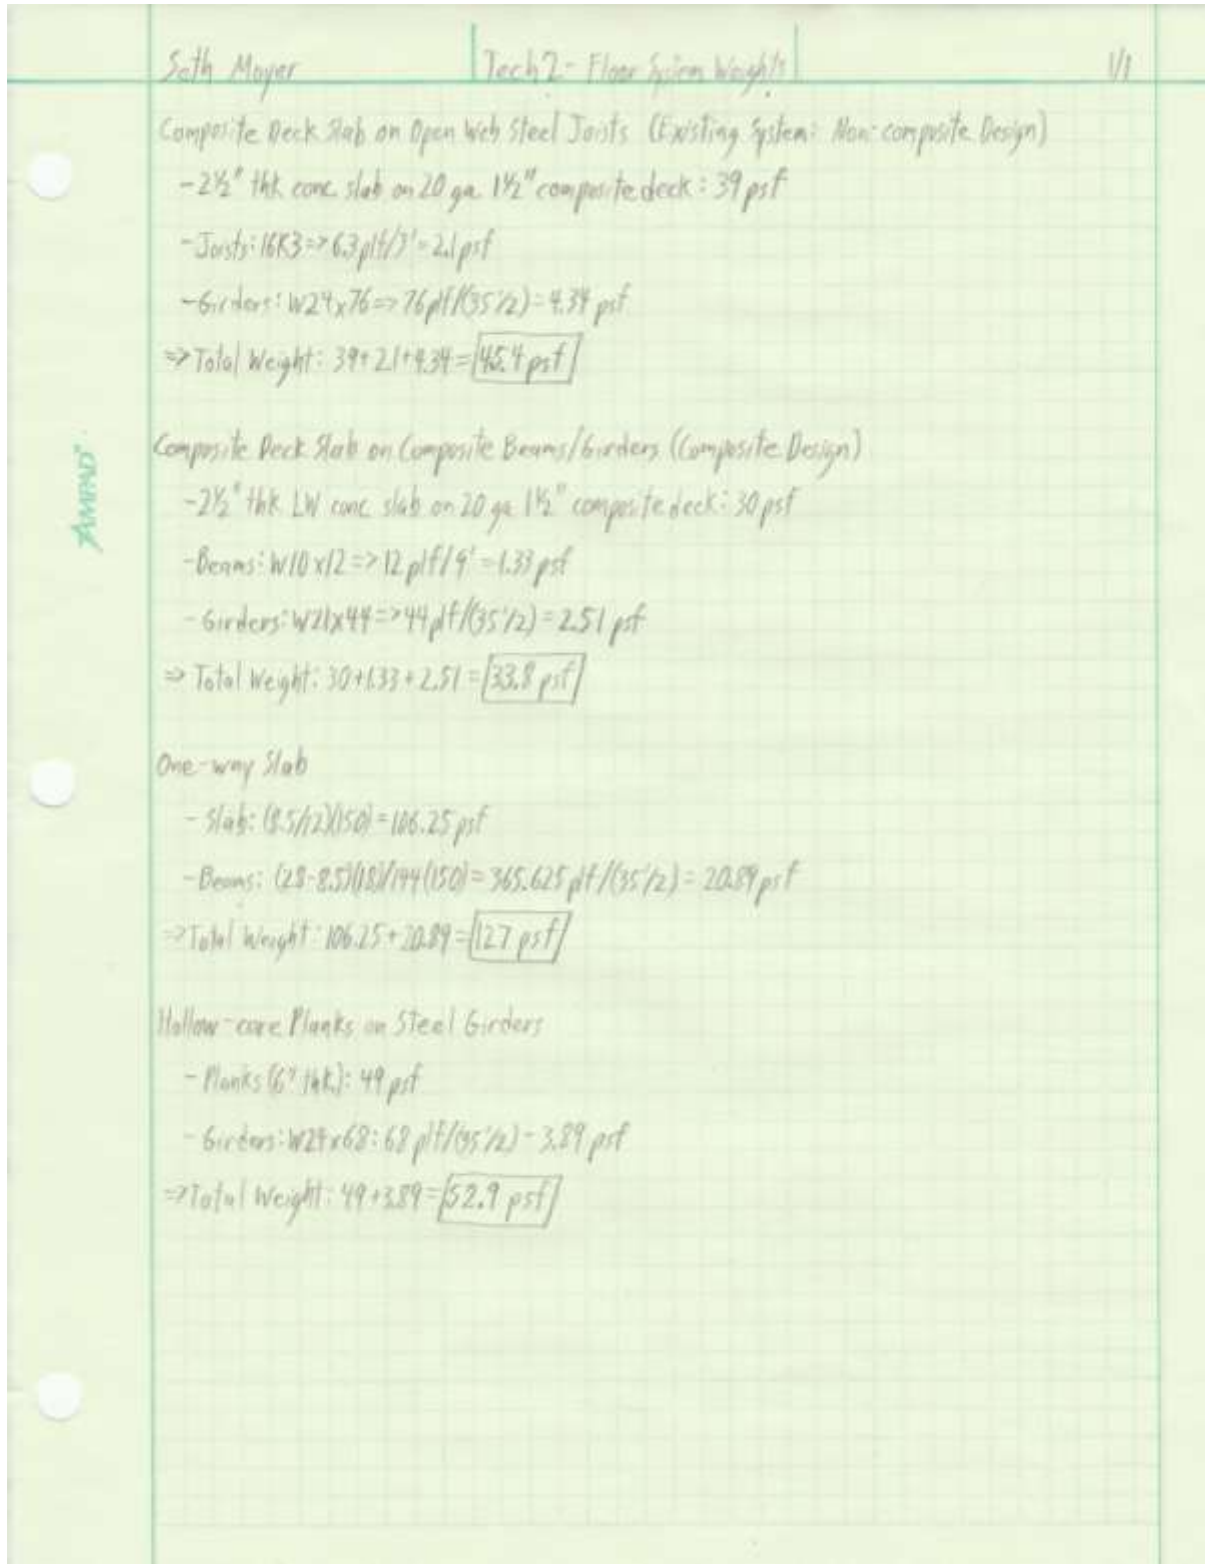 Seth Moyer Tech 2 - Floor System Weights 1/1
Composite Deck Slab on Open Web Steel Joists (Existing System: Non-composite Design)
-2½" thk conc slab on 20 ga 1½" composite deck: 39 psf
-Joists: 16K3 => 6.3 plf/3' = 2.1 psf
-Girders: W24x76 => 76 plf/(35'/2) = 4.34 psf
=> Total Weight: 39+2.1+4.34 = 45.4 psf
AMPAD
Composite Deck Slab on Composite Beams/Girders (Composite Design)
-2½" thk LW conc slab on 20 ga 1½" composite deck: 30 psf
-Beams: W10x12 => 12 plf/9' = 1.33 psf
-Girders: W21x44 => 44 plf/(35'/2) = 2.51 psf
=> Total Weight: 30+1.33+2.51 = 33.8 psf
One-way Slab
- Slab: (8.5/12)(150) = 106.25 psf
-Beams: (28-8.5)(18)/144(150) = 365.625 plf/(35'/2) = 20.89 psf
=> Total Weight: 106.25+20.89 = 127 psf
Hollow-core Planks on Steel Girders
- Planks (6" thk.): 49 psf
- Girders: W24x68: 68 plf/(35'/2) = 3.89 psf
=> Total Weight: 49+3.89 = 52.9 psf